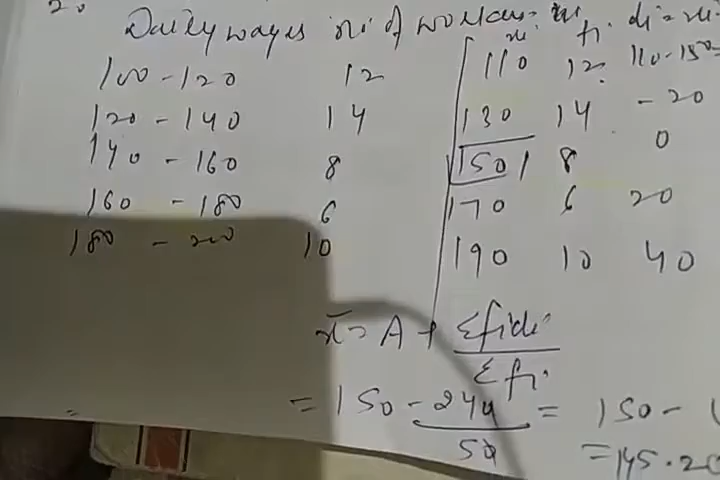 20
Daily wages no. of workers xi fi di = xi
100 - 120 12 110 12 110-150=
120 - 140 14 130 14 - 20
140 - 160 8 150 8 0
160 - 180 6 170 6 20
180 - 200 10 190 10 40
x̄ = A + Σfidi
Σfi
= 150 - 244 = 150 -
50
= 145.20